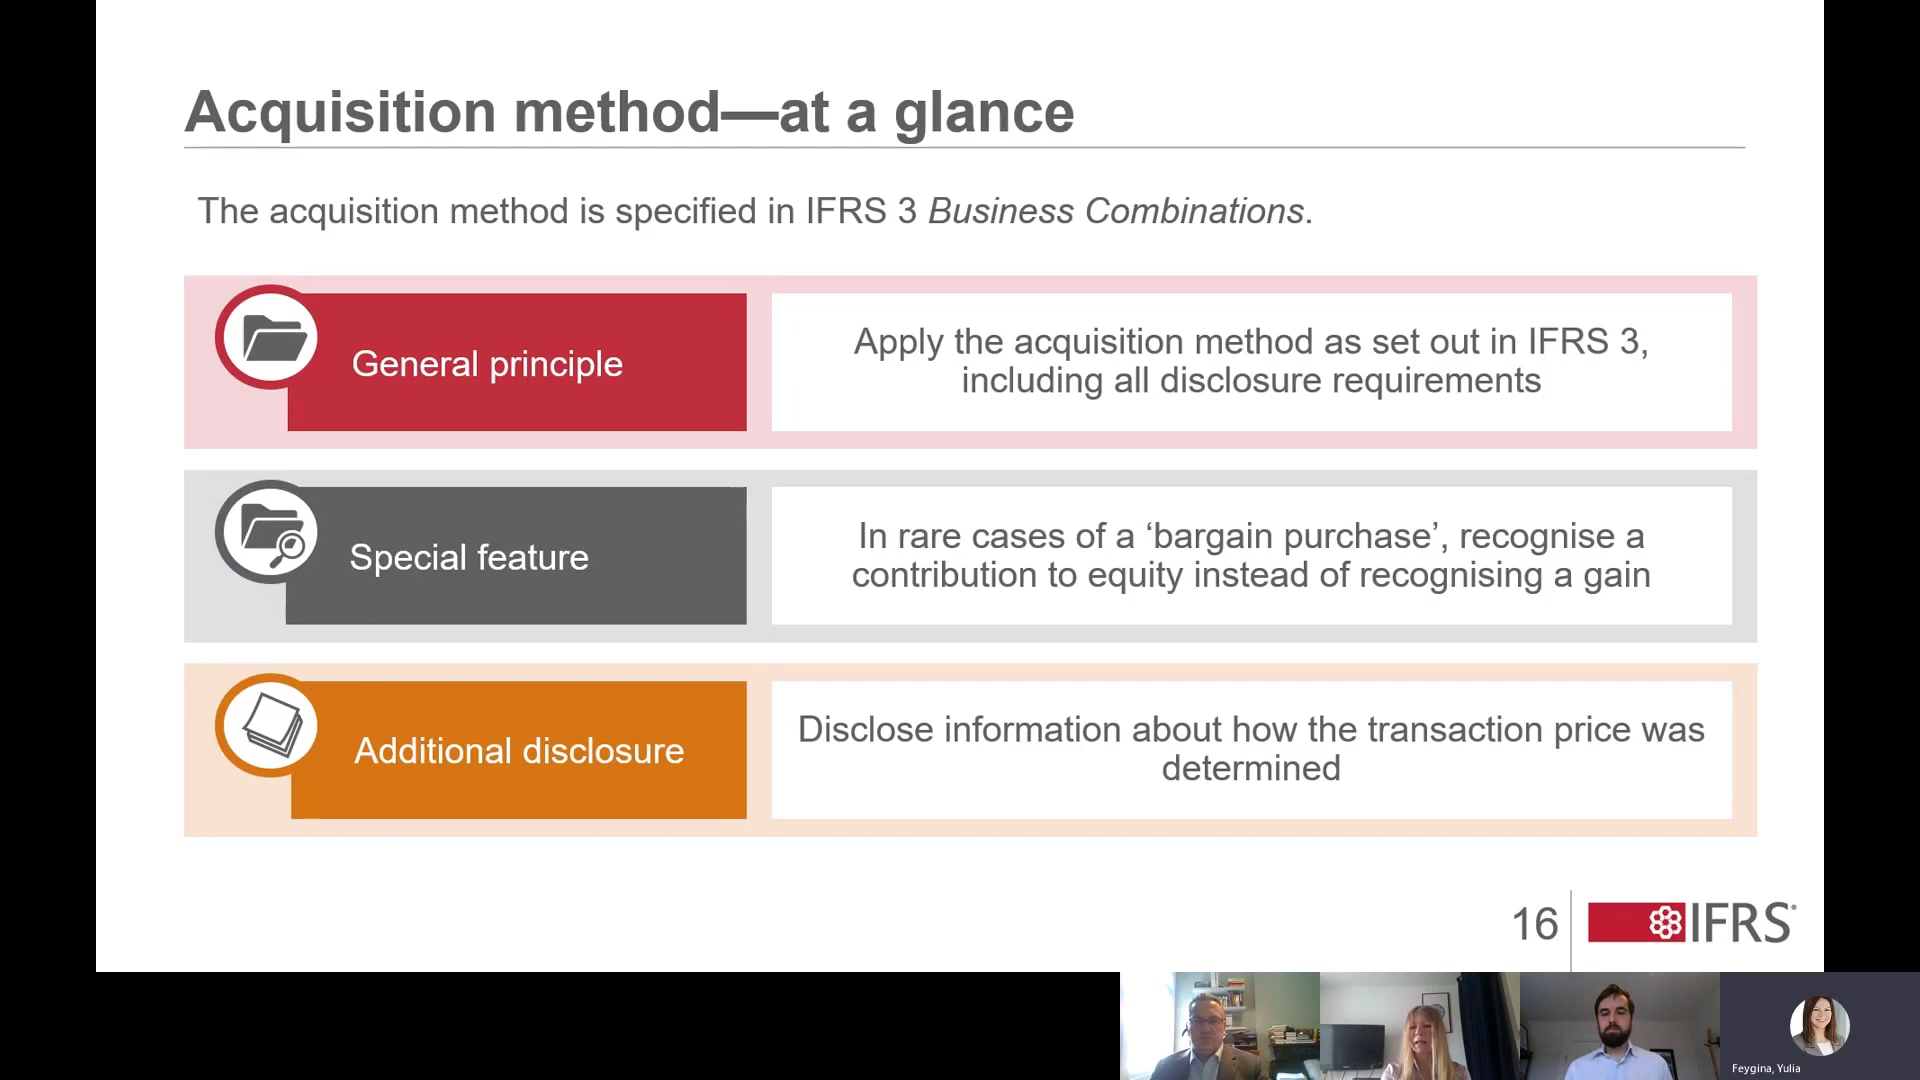 Acquisition method—at a glance
The acquisition method is specified in IFRS 3 Business Combinations.
General principle
Apply the acquisition method as set out in IFRS 3,
including all disclosure requirements
Special feature
In rare cases of a ‘bargain purchase’, recognise a
contribution to equity instead of recognising a gain
Additional disclosure
Disclose information about how the transaction price was
determined
16
IFRS®
Feygina, Yulia